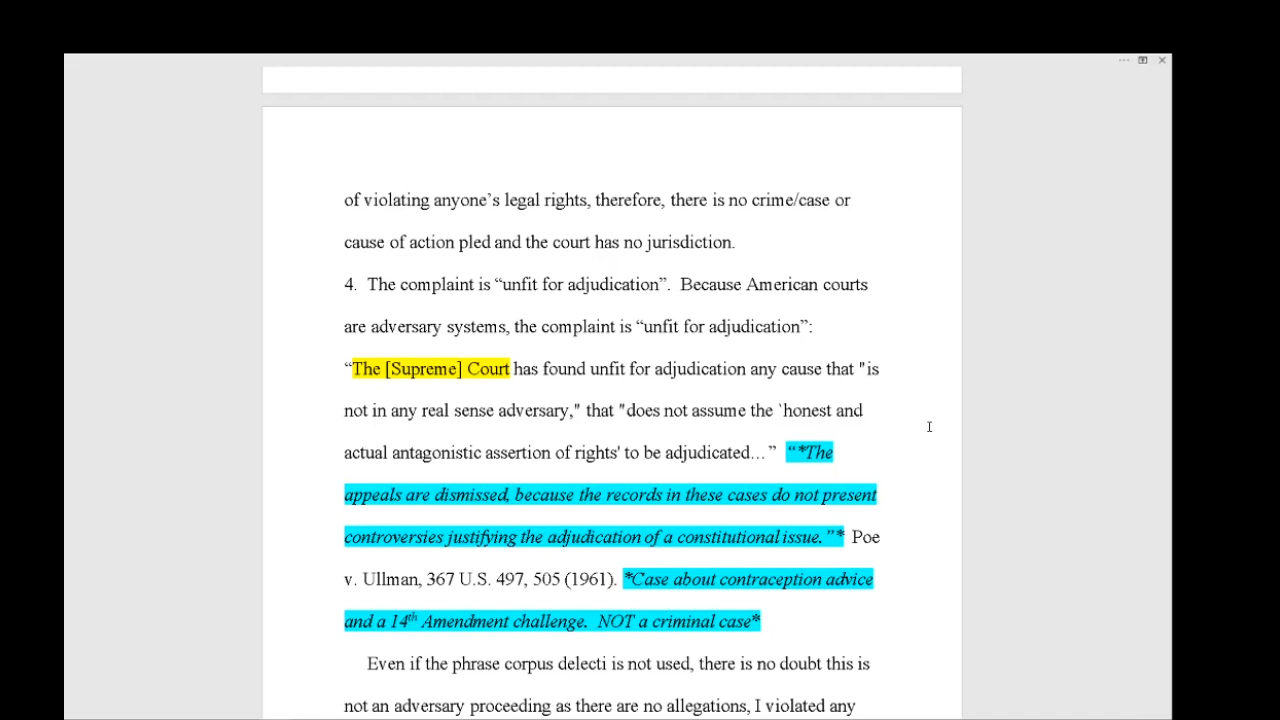 of violating anyone’s legal rights, therefore, there is no crime/case or
cause of action pled and the court has no jurisdiction.
4.  The complaint is “unfit for adjudication”.  Because American courts
are adversary systems, the complaint is “unfit for adjudication”:
“The [Supreme] Court has found unfit for adjudication any cause that "is
not in any real sense adversary," that "does not assume the `honest and
actual antagonistic assertion of rights' to be adjudicated…”  “*The
appeals are dismissed, because the records in these cases do not present
controversies justifying the adjudication of a constitutional issue.”*  Poe
v. Ullman, 367 U.S. 497, 505 (1961).  *Case about contraception advice
and a 14th Amendment challenge.  NOT a criminal case*
Even if the phrase corpus delecti is not used, there is no doubt this is
not an adversary proceeding as there are no allegations, I violated any